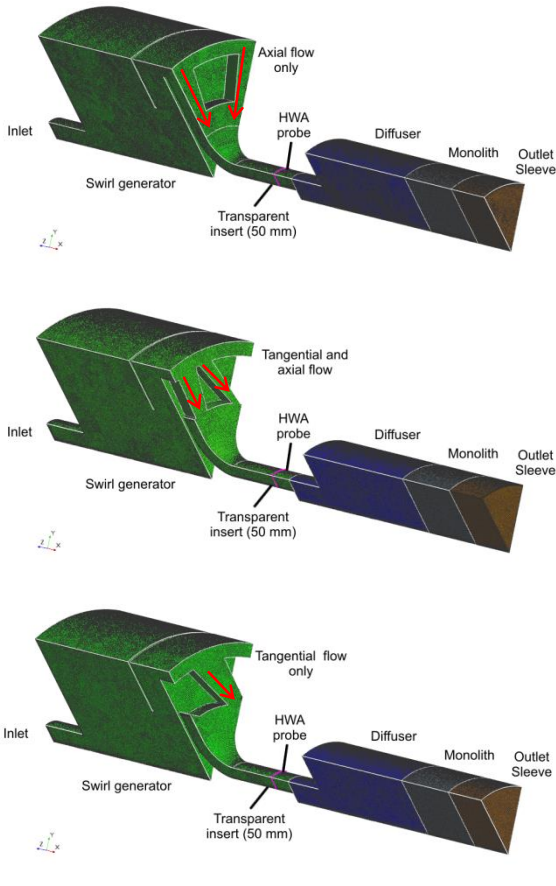 Axial flow
only
HWA
probe
Inlet
Diffuser
Monolith
Outlet
Sleeve
Swirl generator
Transparent
insert (50 mm)
Y
Z
X
Tangential and
axial flow
HWA
probe
Inlet
Diffuser
Monolith
Outlet
Sleeve
Swirl generator
Transparent
insert (50 mm)
Y
Z
X
Tangential flow
only
HWA
probe
Inlet
Diffuser
Monolith
Outlet
Sleeve
Swirl generator
Transparent
insert (50 mm)
Y
Z
X